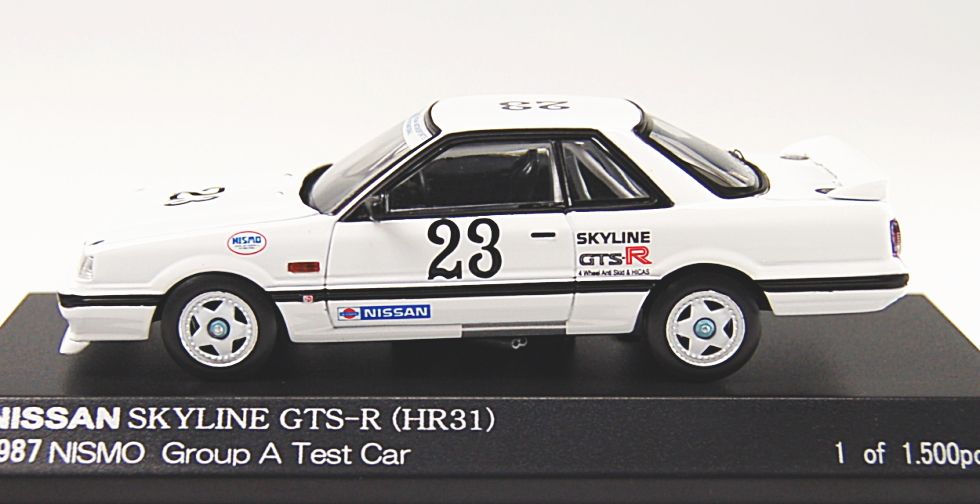 23
23
23
NISMO
SKYLINE
GTS-R
4 Wheel Anti Skid & HICAS
NISSAN
NISSAN SKYLINE GTS-R (HR31)
987 NISMO Group A Test Car
1 of 1.500pc